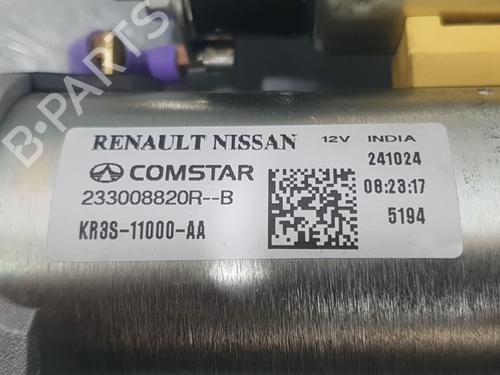 B-PARTS
RENAULT NISSAN 12V INDIA
COMSTAR 241024
233008820R--B 08:23:17
KR3S-11000-AA 5194